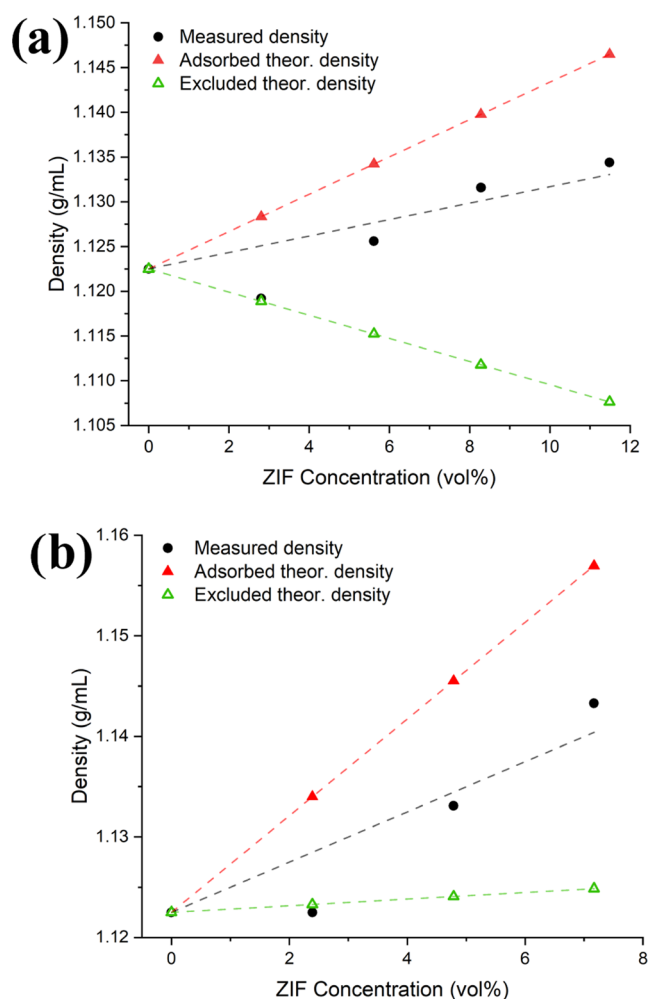 (a)
1.150
1.145
1.140
1.135
1.130
1.125
1.120
1.115
1.110
1.105
Density (g/mL)
Measured density
Adsorbed theor. density
Excluded theor. density
0 2 4 6 8 10 12
ZIF Concentration (vol%)
(b)
1.16
1.15
1.14
1.13
1.12
Density (g/mL)
Measured density
Adsorbed theor. density
Excluded theor. density
0 2 4 6 8
ZIF Concentration (vol%)